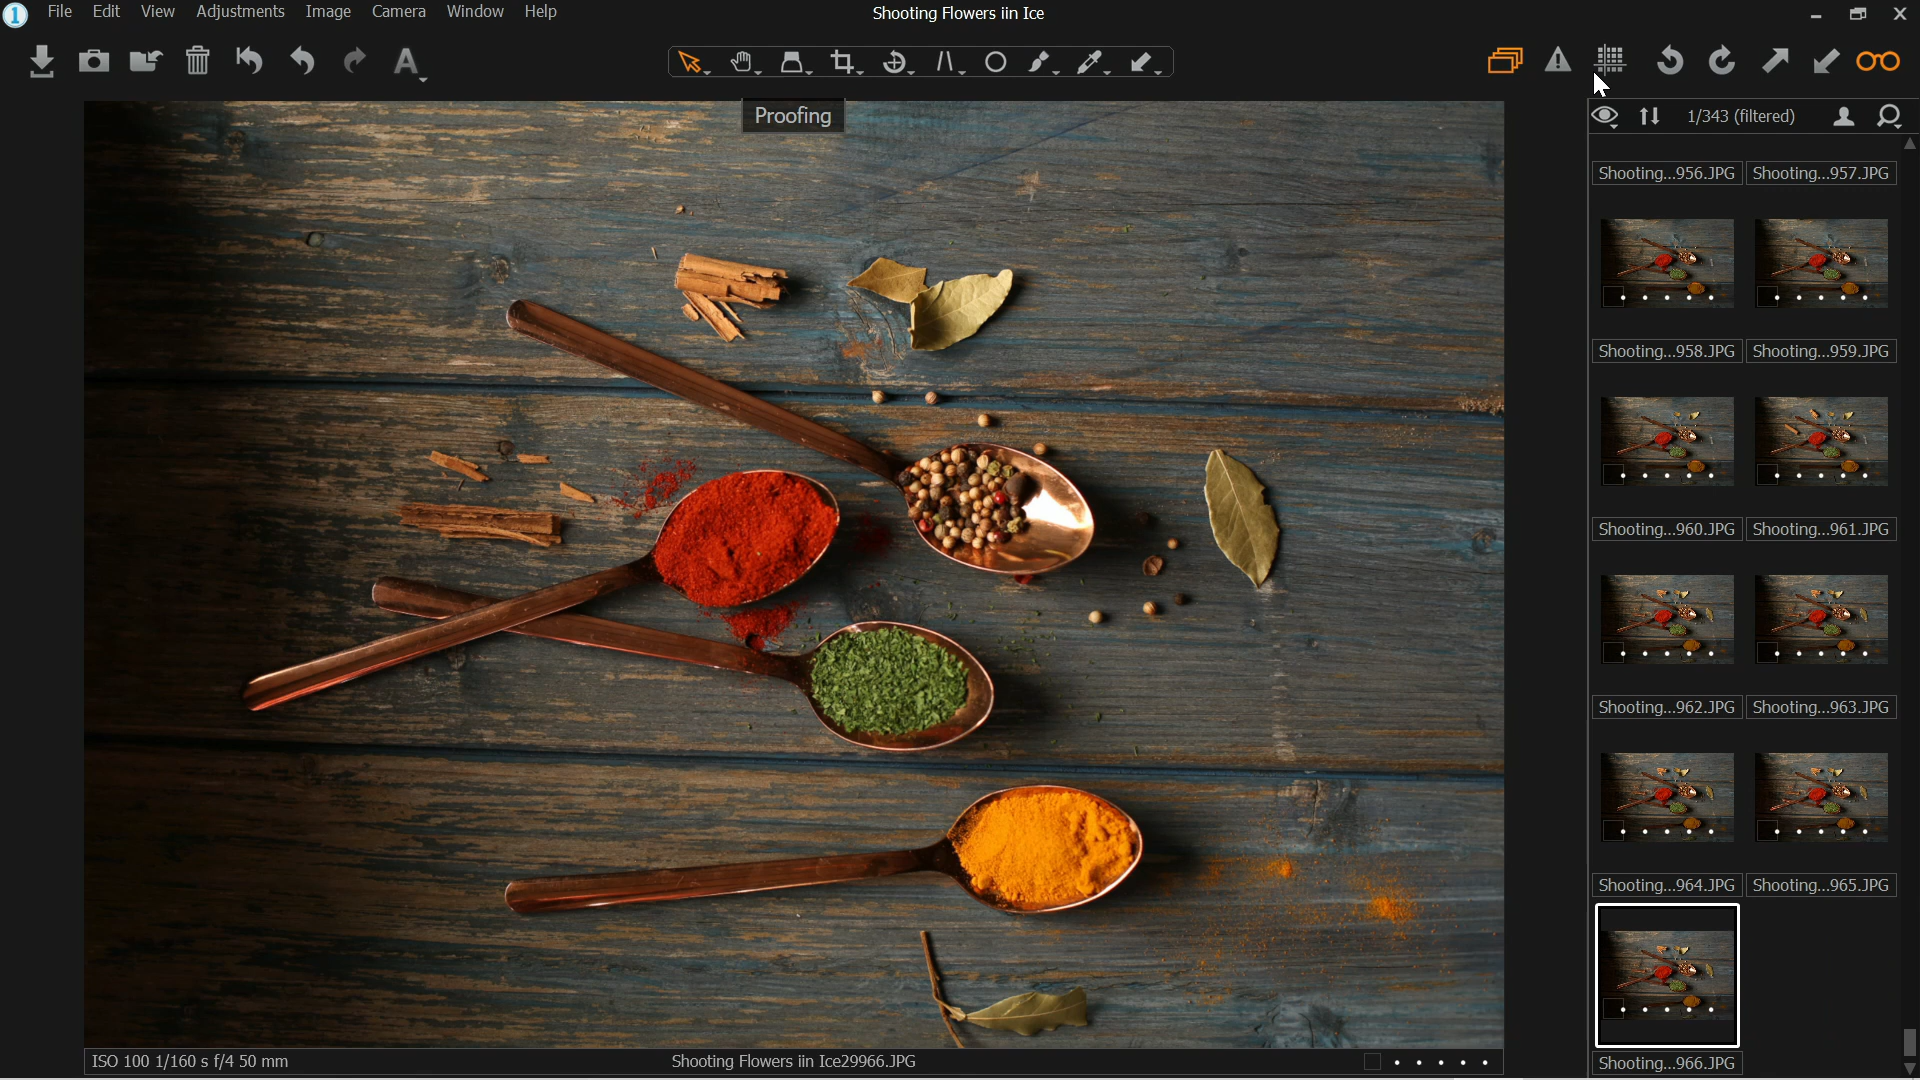 File Edit View Adjustments Image Camera Window Help
Shooting Flowers iin Ice
A
Proofing
1/343 (filtered)
Shooting...956.JPG Shooting...957.JPG
Shooting...958.JPG Shooting...959.JPG
Shooting...960.JPG Shooting...961.JPG
Shooting...962.JPG Shooting...963.JPG
Shooting...964.JPG Shooting...965.JPG
Shooting...966.JPG
ISO 100 1/160 s f/4 50 mm
Shooting Flowers iin Ice29966.JPG